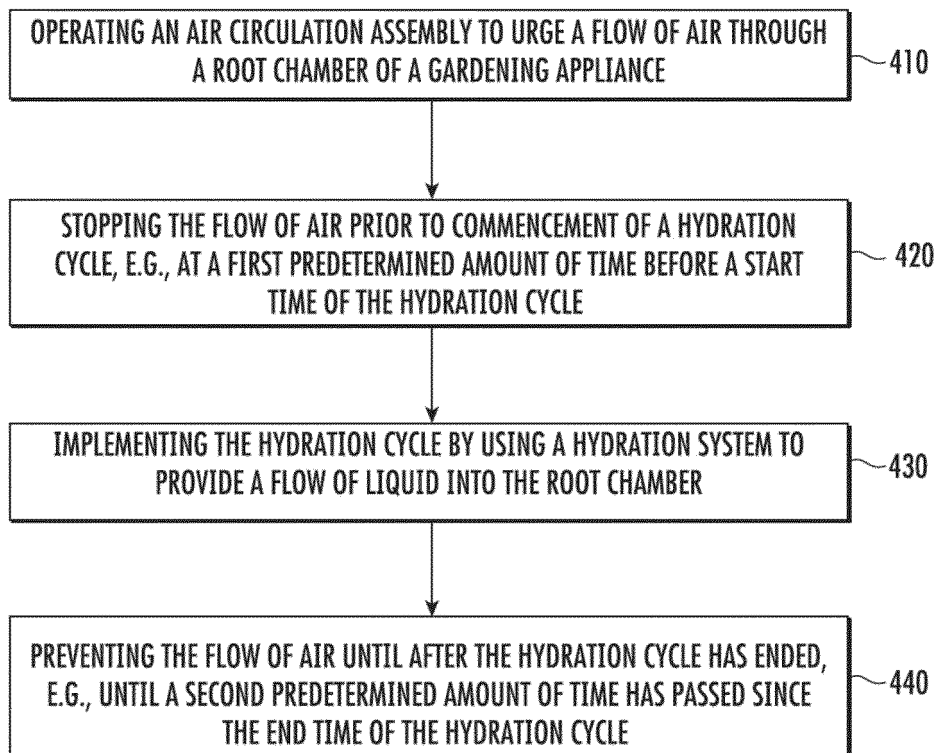 OPERATING AN AIR CIRCULATION ASSEMBLY TO URGE A FLOW OF AIR THROUGH
A ROOT CHAMBER OF A GARDENING APPLIANCE
410
STOPPING THE FLOW OF AIR PRIOR TO COMMENCEMENT OF A HYDRATION
CYCLE, E.G., AT A FIRST PREDETERMINED AMOUNT OF TIME BEFORE A START
TIME OF THE HYDRATION CYCLE
420
IMPLEMENTING THE HYDRATION CYCLE BY USING A HYDRATION SYSTEM TO
PROVIDE A FLOW OF LIQUID INTO THE ROOT CHAMBER
430
PREVENTING THE FLOW OF AIR UNTIL AFTER THE HYDRATION CYCLE HAS ENDED,
E.G., UNTIL A SECOND PREDETERMINED AMOUNT OF TIME HAS PASSED SINCE
THE END TIME OF THE HYDRATION CYCLE
440